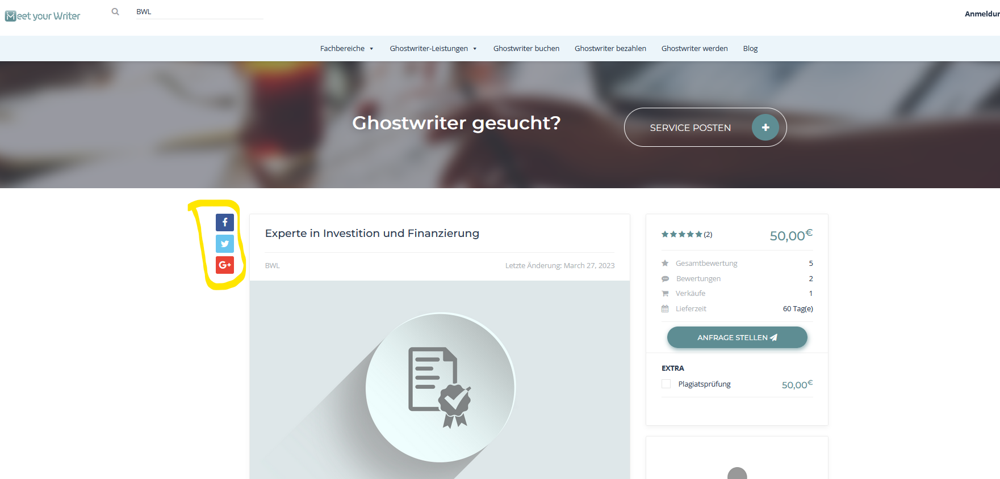 Meet your Writer
BWL
Anmeldun
Fachbereiche
Ghostwriter-Leistungen
Ghostwriter buchen
Ghostwriter bezahlen
Ghostwriter werden
Blog
Ghostwriter gesucht?
SERVICE POSTEN
Experte in Investition und Finanzierung
BWL
Letzte Änderung: March 27, 2023
(2)
50,00€
Gesamtbewertung 5
Bewertungen 2
Verkäufe 1
Lieferzeit 60 Tag(e)
ANFRAGE STELLEN
EXTRA
Plagiatsprüfung 50,00€